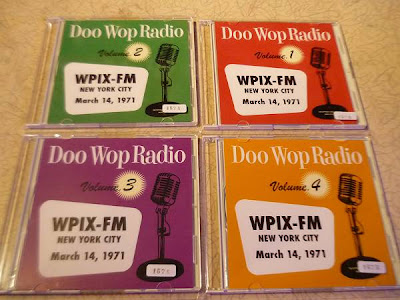 Doo Wop Radio
Volume 2
WPIX-FM
NEW YORK CITY
March 14, 1971
Doo Wop Radio
Volume 1
WPIX-FM
NEW YORK CITY
March 14, 1971
Doo Wop Radio
Volume 3
WPIX-FM
NEW YORK CITY
March 14, 1971
Doo Wop Radio
Volume 4
WPIX-FM
NEW YORK CITY
March 14, 1971